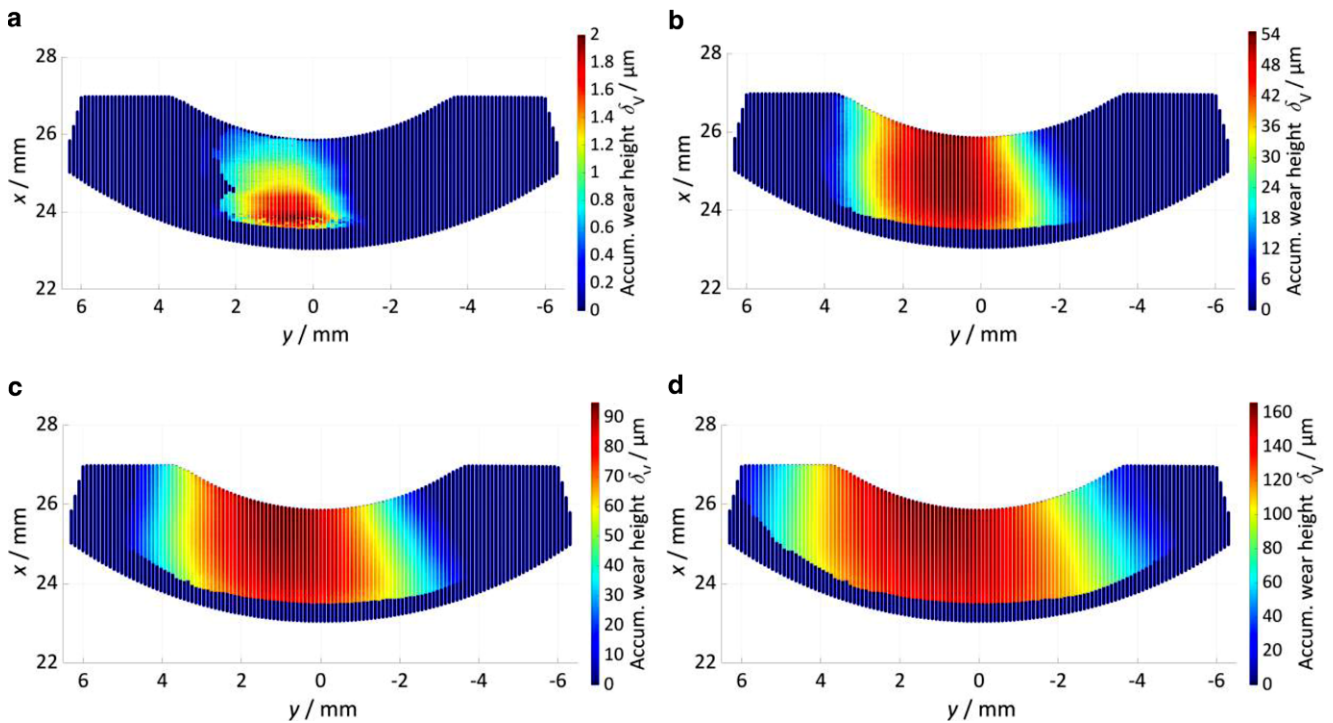 a
28
26
24
22
x / mm
6 4 2 0 -2 -4 -6
y / mm
2
1.8
1.6
1.4
1.2
1
0.8
0.6
0.4
0.2
0
Accum. wear height δV / µm
b
28
26
24
22
x / mm
6 4 2 0 -2 -4 -6
y / mm
54
48
42
36
30
24
18
12
6
0
Accum. wear height δV / µm
c
28
26
24
22
x / mm
6 4 2 0 -2 -4 -6
y / mm
90
80
70
60
50
40
30
20
10
0
Accum. wear height δV / µm
d
28
26
24
22
x / mm
6 4 2 0 -2 -4 -6
y / mm
160
140
120
100
80
60
40
20
0
Accum. wear height δV / µm